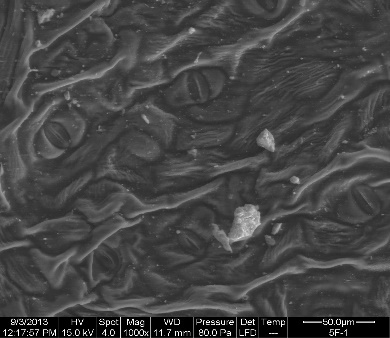 9/3/2013 HV Spot Mag WD Pressure Det Temp 50.0µm
12:17:57 PM 15.0 kV 4.0 1000x 11.7 mm 80.0 Pa LFD --- 5F-1